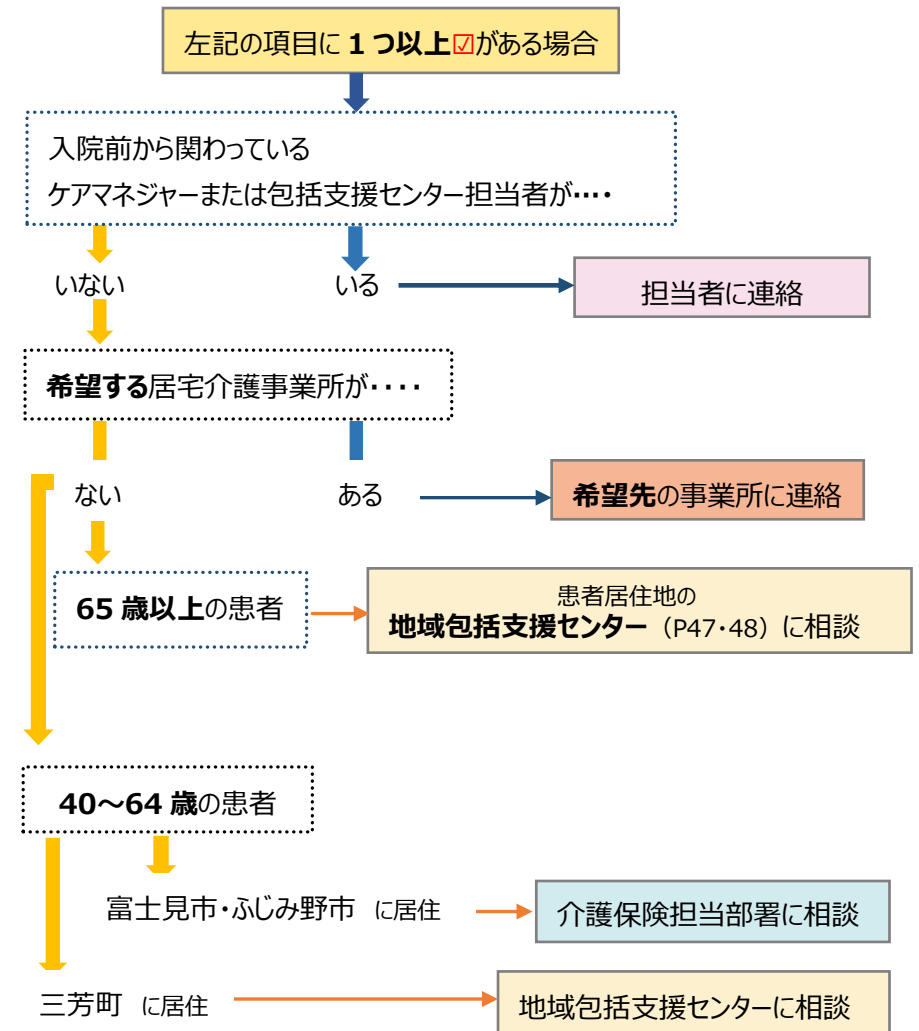 左記の項目に１つ以上☑がある場合
入院前から関わっている
ケアマネジャーまたは包括支援センター担当者が‥‥
いない
いる
担当者に連絡
希望する居宅介護事業所が・・・・
ない
ある
希望先の事業所に連絡
65 歳以上の患者
患者居住地の
地域包括支援センター（P47・48）に相談
40～64 歳の患者
富士見市・ふじみ野市 に居住
介護保険担当部署に相談
三芳町 に居住
地域包括支援センターに相談